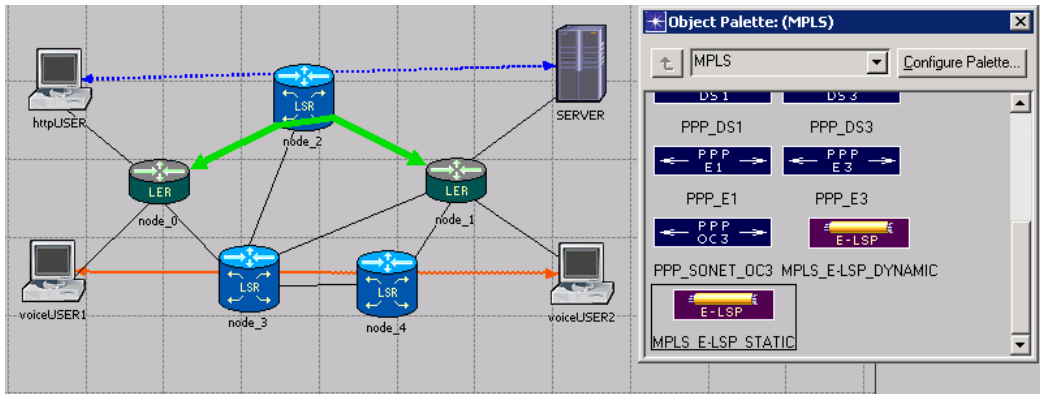 Object Palette: (MPLS)
MPLS
Configure Palette...
DS1 DS3
PPP_DS1 PPP_DS3
PPP E1 PPP E3
PPP_E1 PPP_E3
PPP OC3 E-LSP
PPP_SONET_OC3 MPLS_E-LSP_DYNAMIC
E-LSP
MPLS_E-LSP_STATIC
httpUSER
SERVER
LSR
node_2
LER
node_0
LER
node_1
voiceUSER1
LSR
node_3
LSR
node_4
voiceUSER2